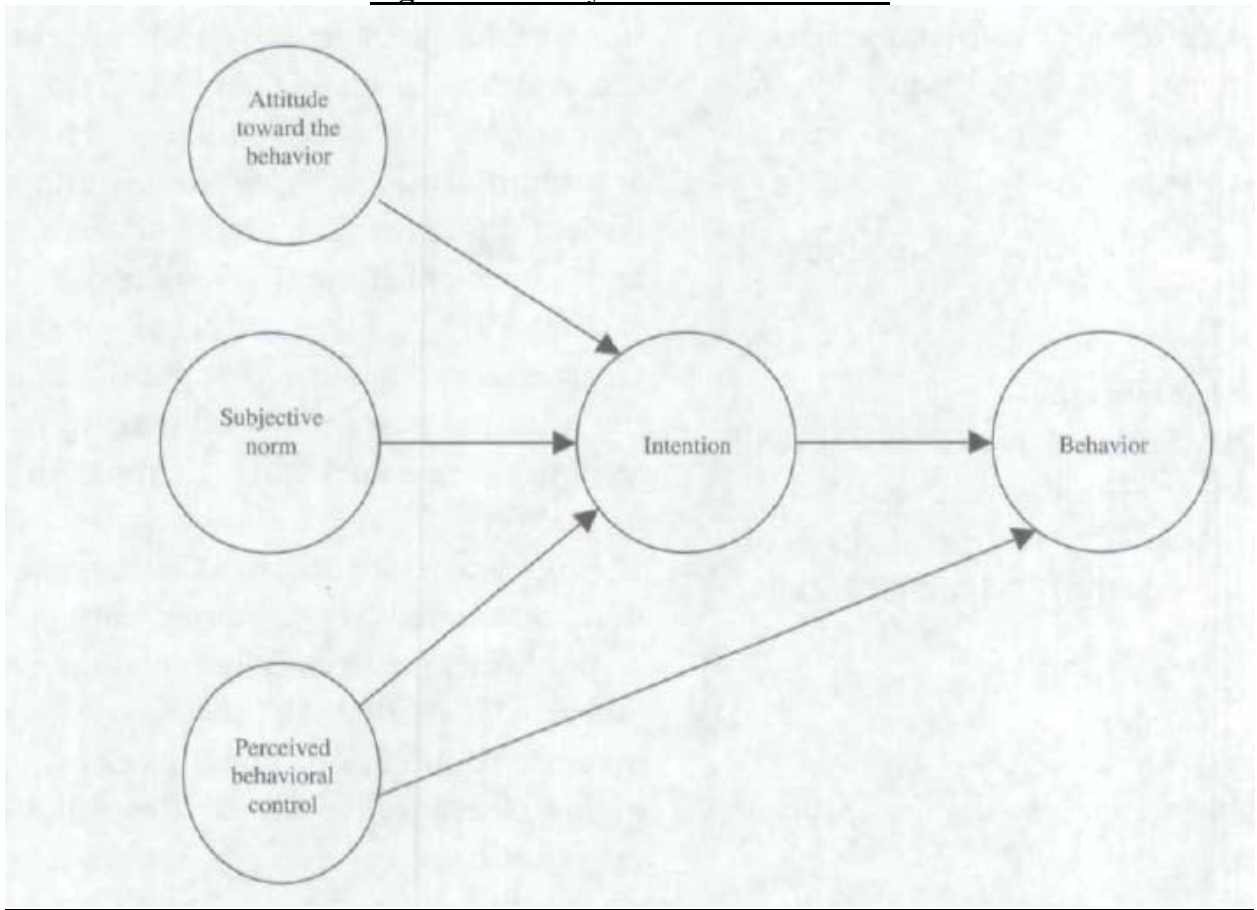 Attitude
toward the
behavior
Subjective
norm
Intention
Behavior
Perceived
behavioral
control